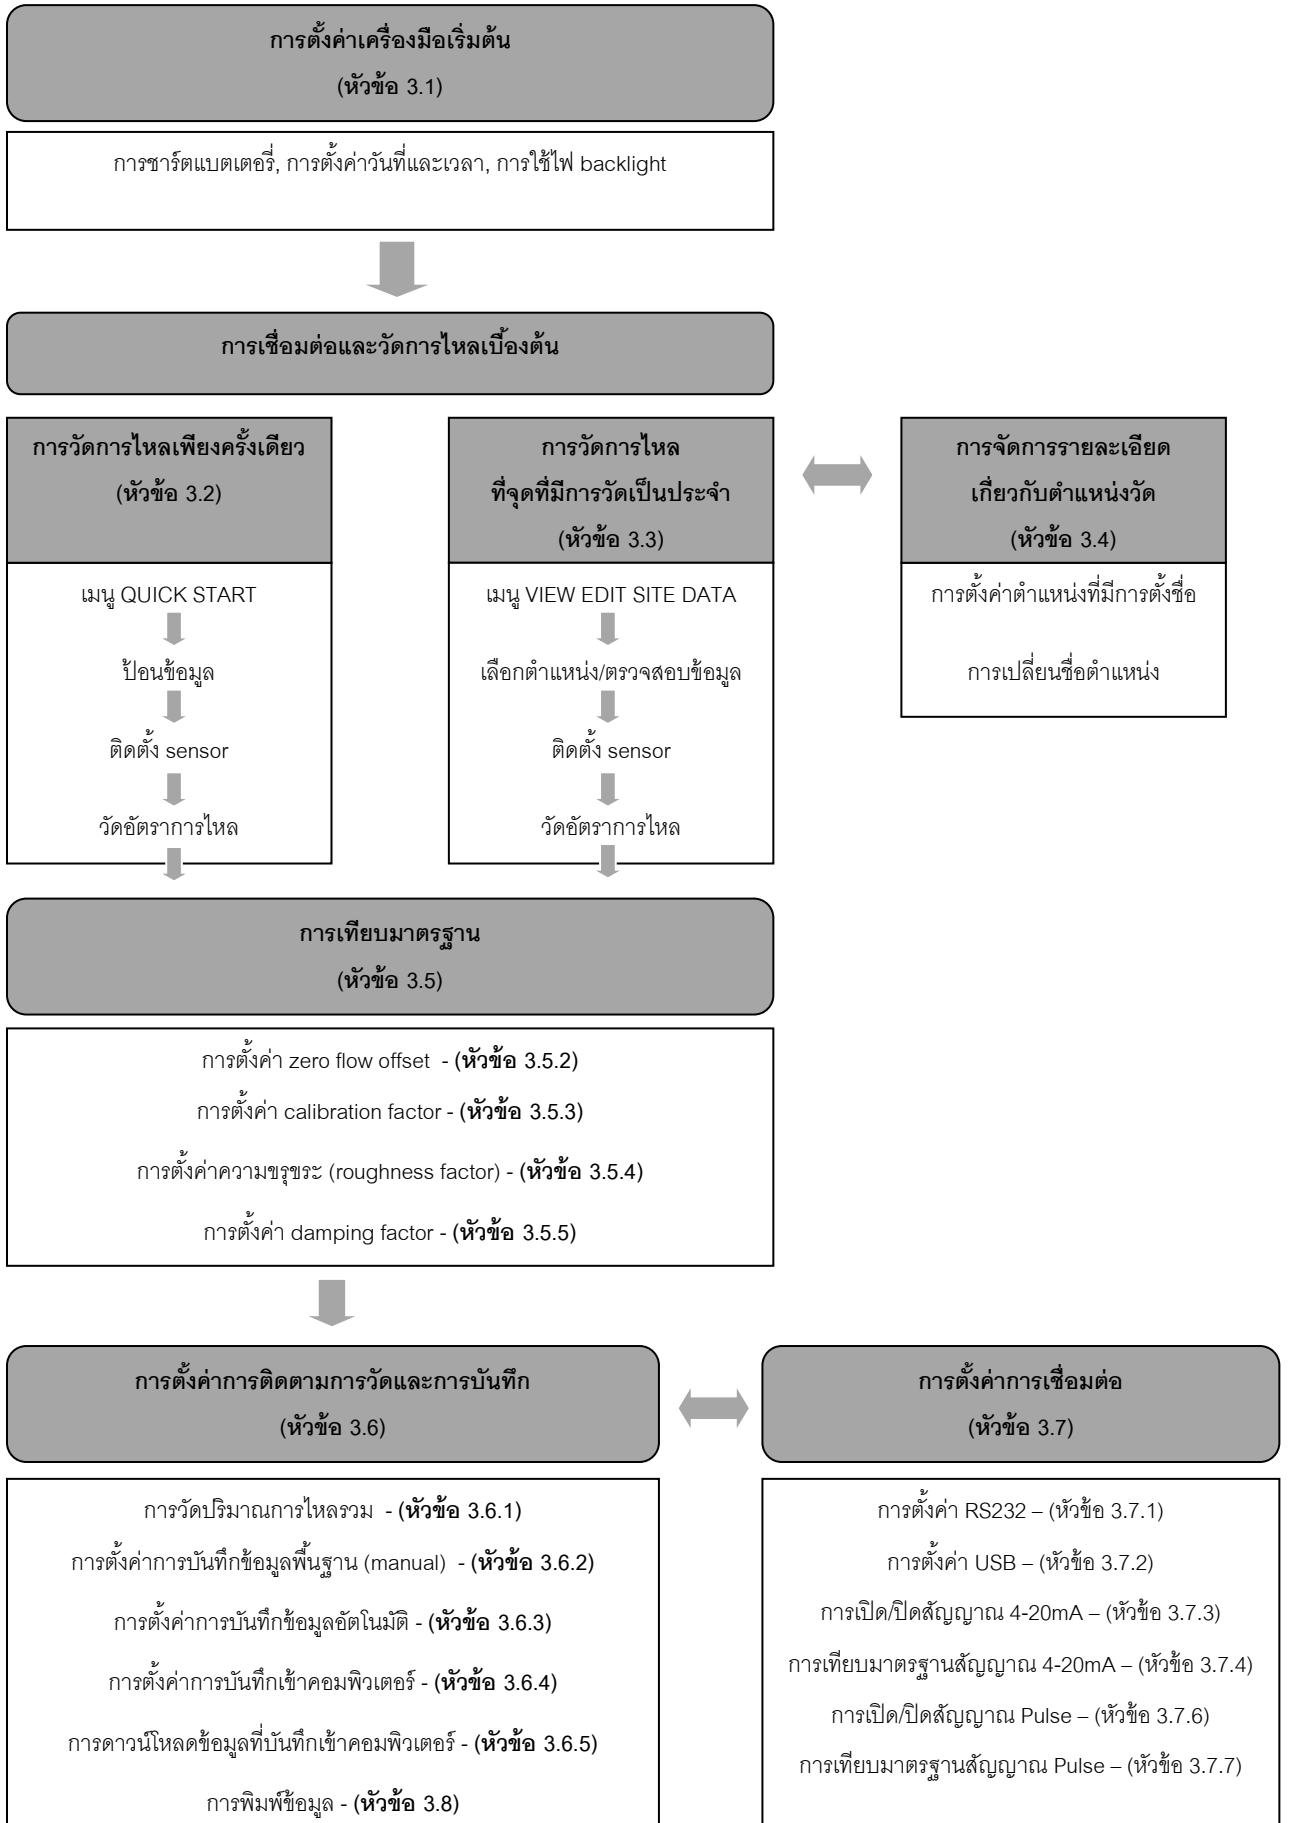 การตั้งค่าเครื่องมือเริ่มต้น
(หัวข้อ 3.1)
การชาร์ตแบตเตอรี่, การตั้งค่าวันที่และเวลา, การใช้ไฟ backlight
การเชื่อมต่อและวัดการไหลเบื้องต้น
การวัดการไหลเพียงครั้งเดียว
(หัวข้อ 3.2)
เมนู QUICK START
ป้อนข้อมูล
ติดตั้ง sensor
วัดอัตราการไหล
การวัดการไหล
ที่จุดที่มีการวัดเป็นประจำ
(หัวข้อ 3.3)
เมนู VIEW EDIT SITE DATA
เลือกตำแหน่ง/ตรวจสอบข้อมูล
ติดตั้ง sensor
วัดอัตราการไหล
การจัดการรายละเอียด
เกี่ยวกับตำแหน่งวัด
(หัวข้อ 3.4)
การตั้งค่าตำแหน่งที่มีการตั้งชื่อ
การเปลี่ยนชื่อตำแหน่ง
การเทียบมาตรฐาน
(หัวข้อ 3.5)
การตั้งค่า zero flow offset - (หัวข้อ 3.5.2)
การตั้งค่า calibration factor - (หัวข้อ 3.5.3)
การตั้งค่าความขรุขระ (roughness factor) - (หัวข้อ 3.5.4)
การตั้งค่า damping factor - (หัวข้อ 3.5.5)
การตั้งค่าการติดตามการวัดและการบันทึก
(หัวข้อ 3.6)
การวัดปริมาณการไหลรวม - (หัวข้อ 3.6.1)
การตั้งค่าการบันทึกข้อมูลพื้นฐาน (manual) - (หัวข้อ 3.6.2)
การตั้งค่าการบันทึกข้อมูลอัตโนมัติ - (หัวข้อ 3.6.3)
การตั้งค่าการบันทึกเข้าคอมพิวเตอร์ - (หัวข้อ 3.6.4)
การดาวน์โหลดข้อมูลที่บันทึกเข้าคอมพิวเตอร์ - (หัวข้อ 3.6.5)
การพิมพ์ข้อมูล - (หัวข้อ 3.8)
การตั้งค่าการเชื่อมต่อ
(หัวข้อ 3.7)
การตั้งค่า RS232 – (หัวข้อ 3.7.1)
การตั้งค่า USB – (หัวข้อ 3.7.2)
การเปิด/ปิดสัญญาณ 4-20mA – (หัวข้อ 3.7.3)
การเทียบมาตรฐานสัญญาณ 4-20mA – (หัวข้อ 3.7.4)
การเปิด/ปิดสัญญาณ Pulse – (หัวข้อ 3.7.6)
การเทียบมาตรฐานสัญญาณ Pulse – (หัวข้อ 3.7.7)